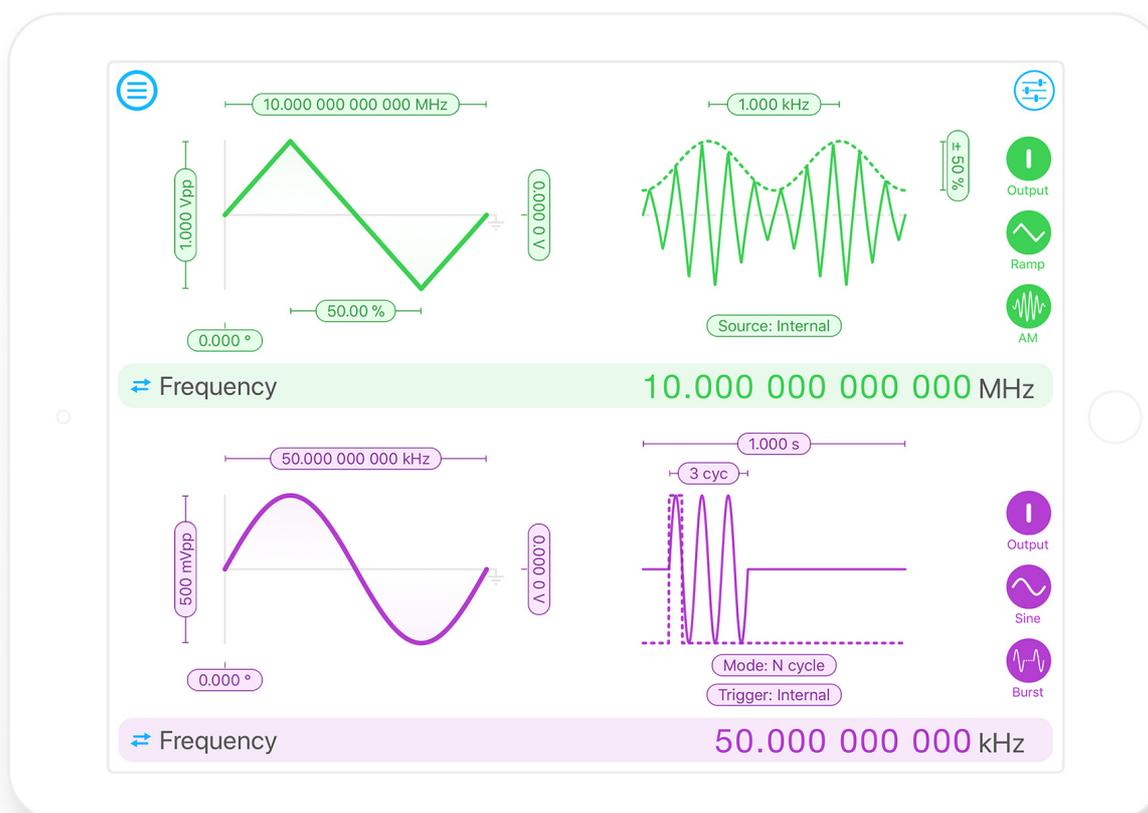 10.000 000 000 000 MHz
1.000 kHz
1.000 Vpp
0.000 0 V
± 50 %
Output
Ramp
AM
50.00 %
Source: Internal
0.000 °
Frequency 10.000 000 000 000 MHz
50.000 000 000 kHz
1.000 s
3 cyc
500 mVpp
0.000 0 V
Output
Sine
Burst
Mode: N cycle
0.000 °
Trigger: Internal
Frequency 50.000 000 000 kHz